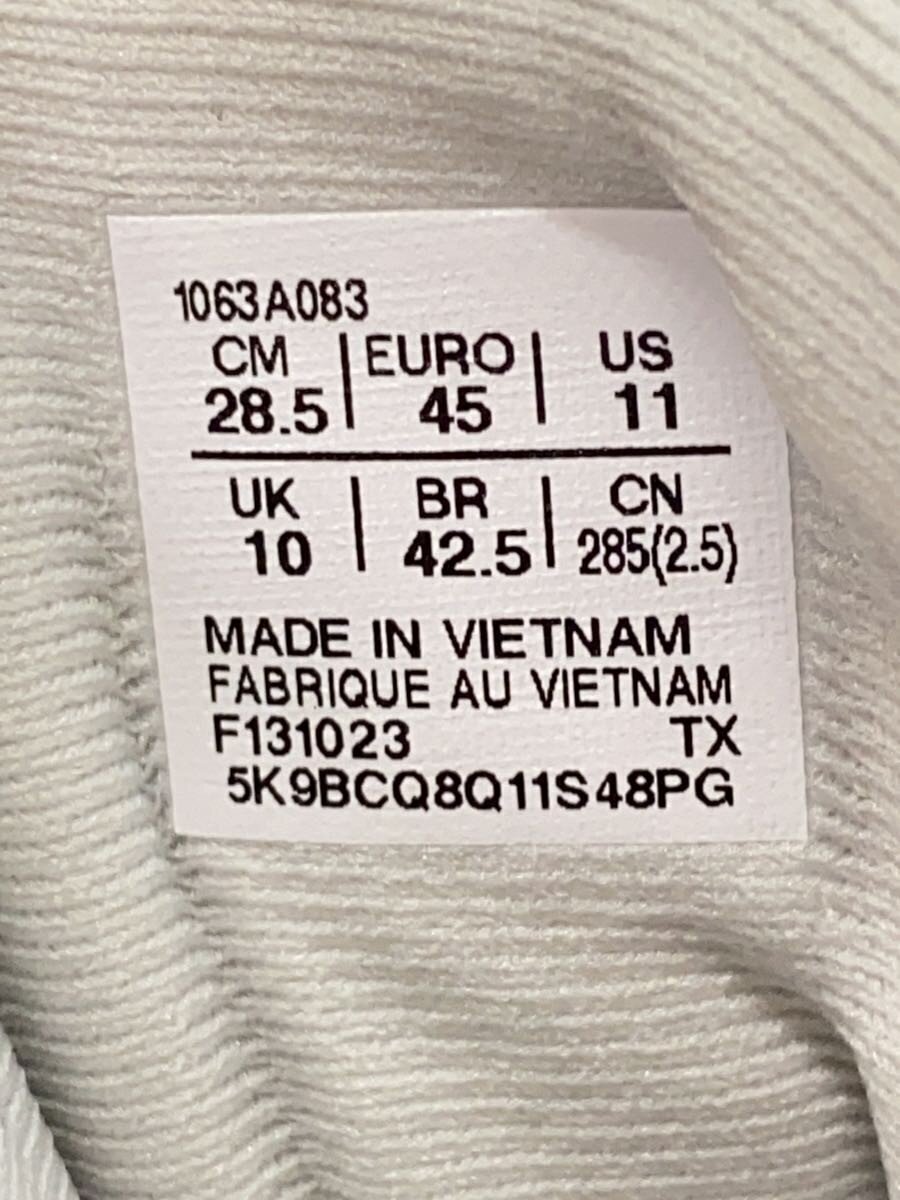 1063A083
CM | EURO | US
28.5 | 45 | 11
UK | BR | CN
10 | 42.5 | 285(2.5)
MADE IN VIETNAM
FABRIQUE AU VIETNAM
F131023 TX
5K9BCQ8Q11S48PG